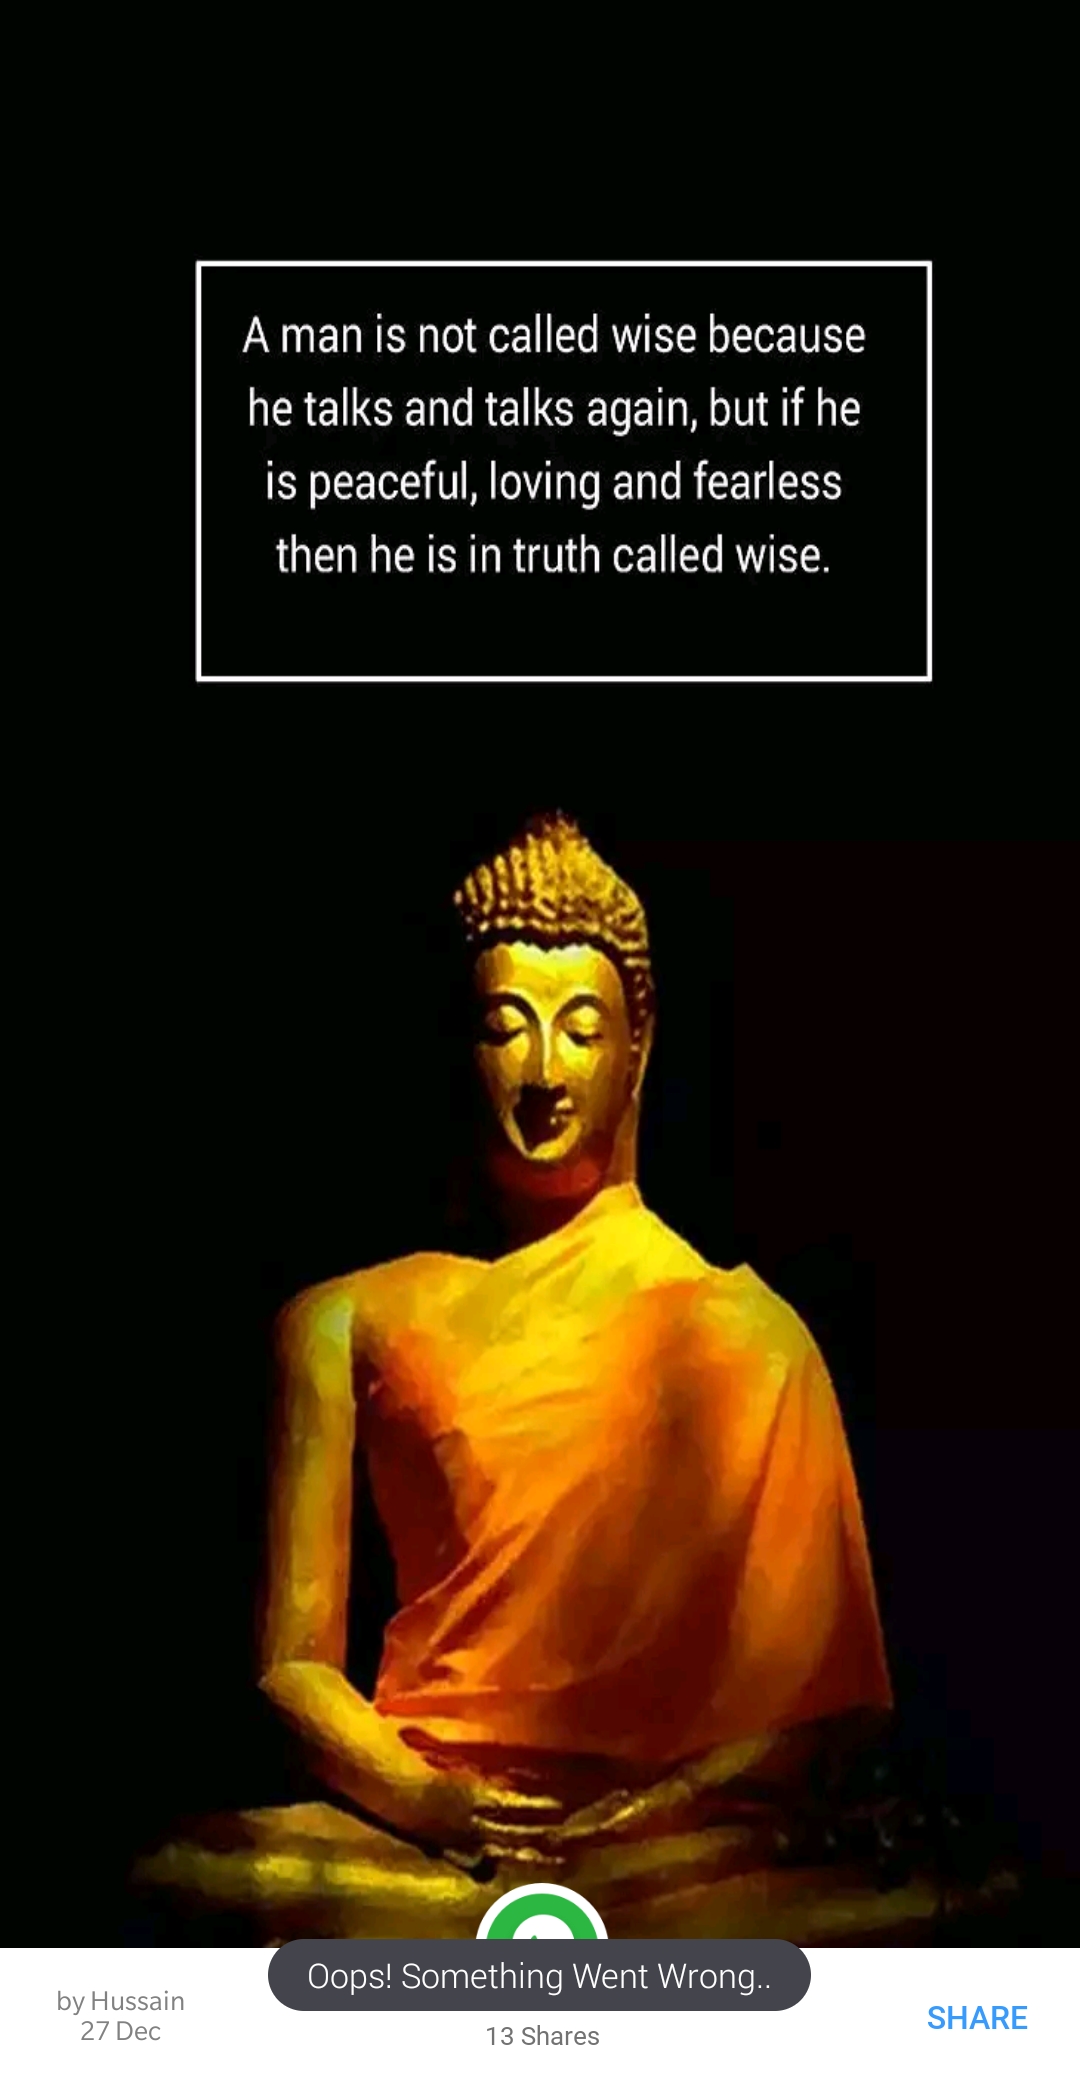 A man is not called wise because
he talks and talks again, but if he
is peaceful, loving and fearless
then he is in truth called wise.
Oops! Something Went Wrong..
by Hussain
27 Dec
13 Shares
SHARE